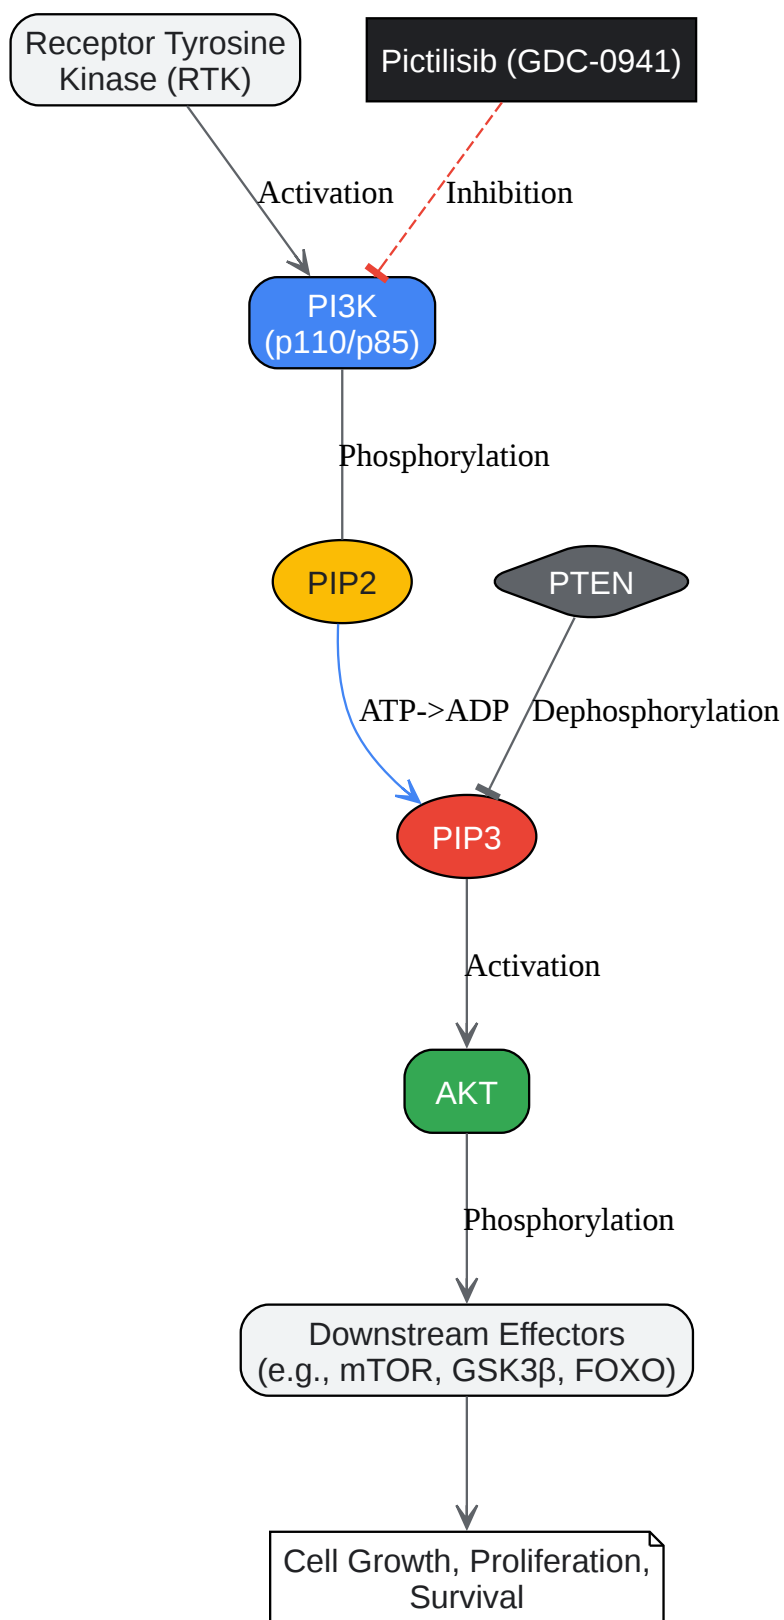 Receptor Tyrosine
Kinase (RTK)
Pictilisib (GDC-0941)
Activation
Inhibition
PI3K
(p110/p85)
Phosphorylation
PIP2
PTEN
ATP->ADP
Dephosphorylation
PIP3
Activation
AKT
Phosphorylation
Downstream Effectors
(e.g., mTOR, GSK3β, FOXO)
Cell Growth, Proliferation,
Survival